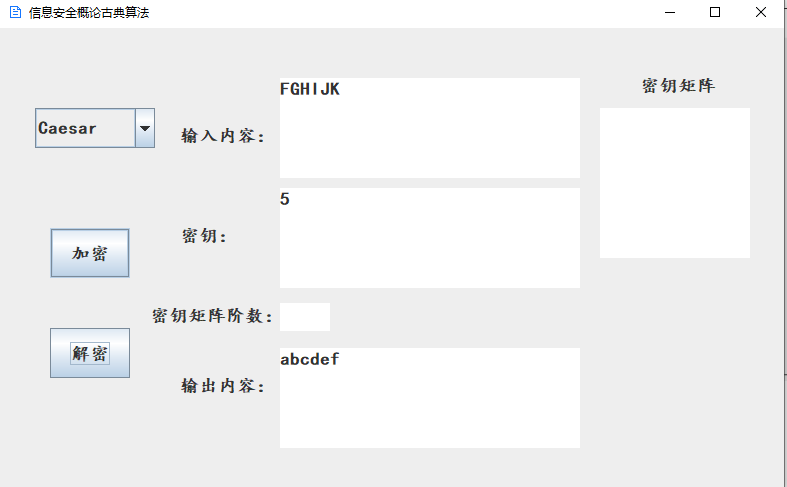 信息安全概论古典算法
密钥矩阵
Caesar
输入内容:
FGHIJK
密钥:
5
加密
密钥矩阵阶数:
解密
输出内容:
abcdef